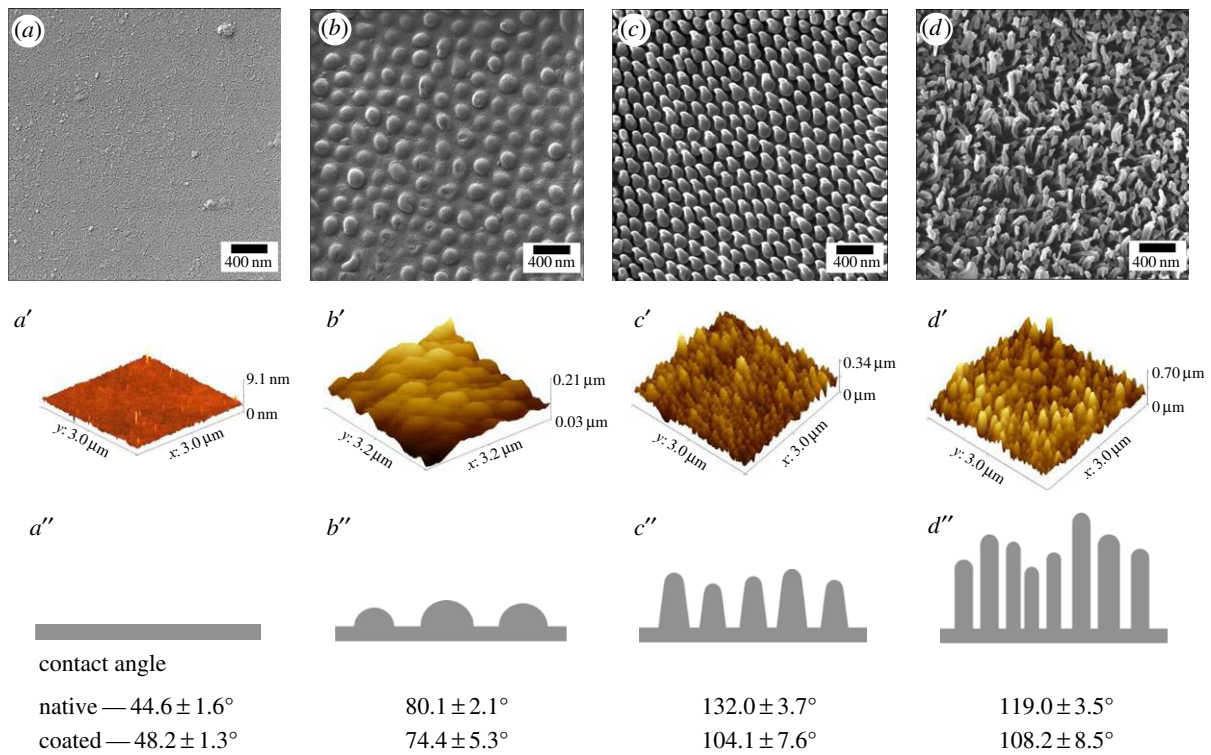 (a) (b) (c) (d)
400 nm 400 nm 400 nm 400 nm
a′ b′ c′ d′
9.1 nm
0 nm
y: 3.0 µm
x: 3.0 µm
0.21 µm
0.03 µm
y: 3.2 µm
x: 3.2 µm
0.34 µm
0 µm
y: 3.0 µm
x: 3.0 µm
0.70 µm
0 µm
y: 3.0 µm
x: 3.0 µm
a″ b″ c″ d″
contact angle
native — 44.6 ± 1.6° 80.1 ± 2.1° 132.0 ± 3.7° 119.0 ± 3.5°
coated — 48.2 ± 1.3° 74.4 ± 5.3° 104.1 ± 7.6° 108.2 ± 8.5°